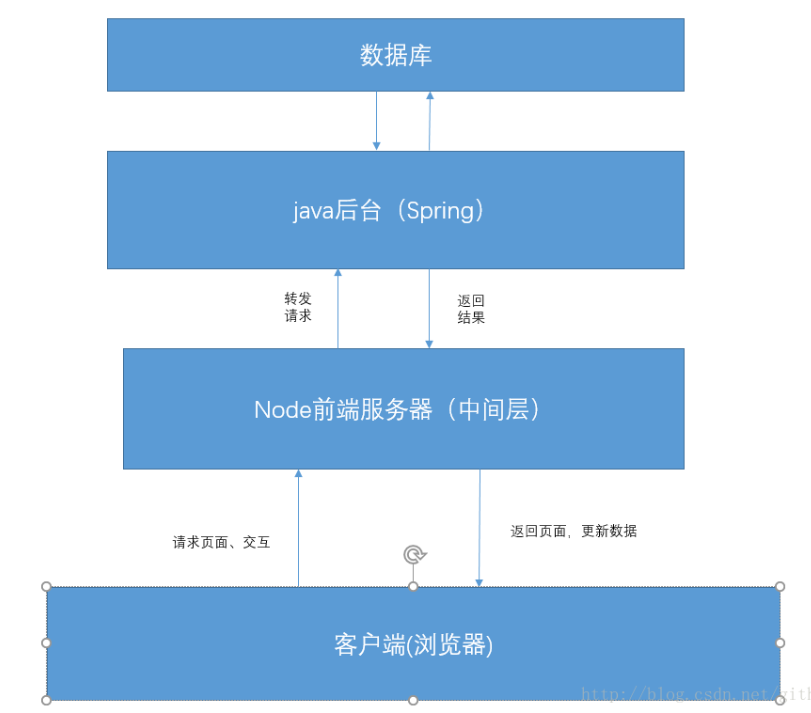 数据库
java后台（Spring）
转发
请求
返回
结果
Node前端服务器（中间层）
请求页面、交互
返回页面，更新数据
客户端(浏览器)
http://blog.csdn.net/gith